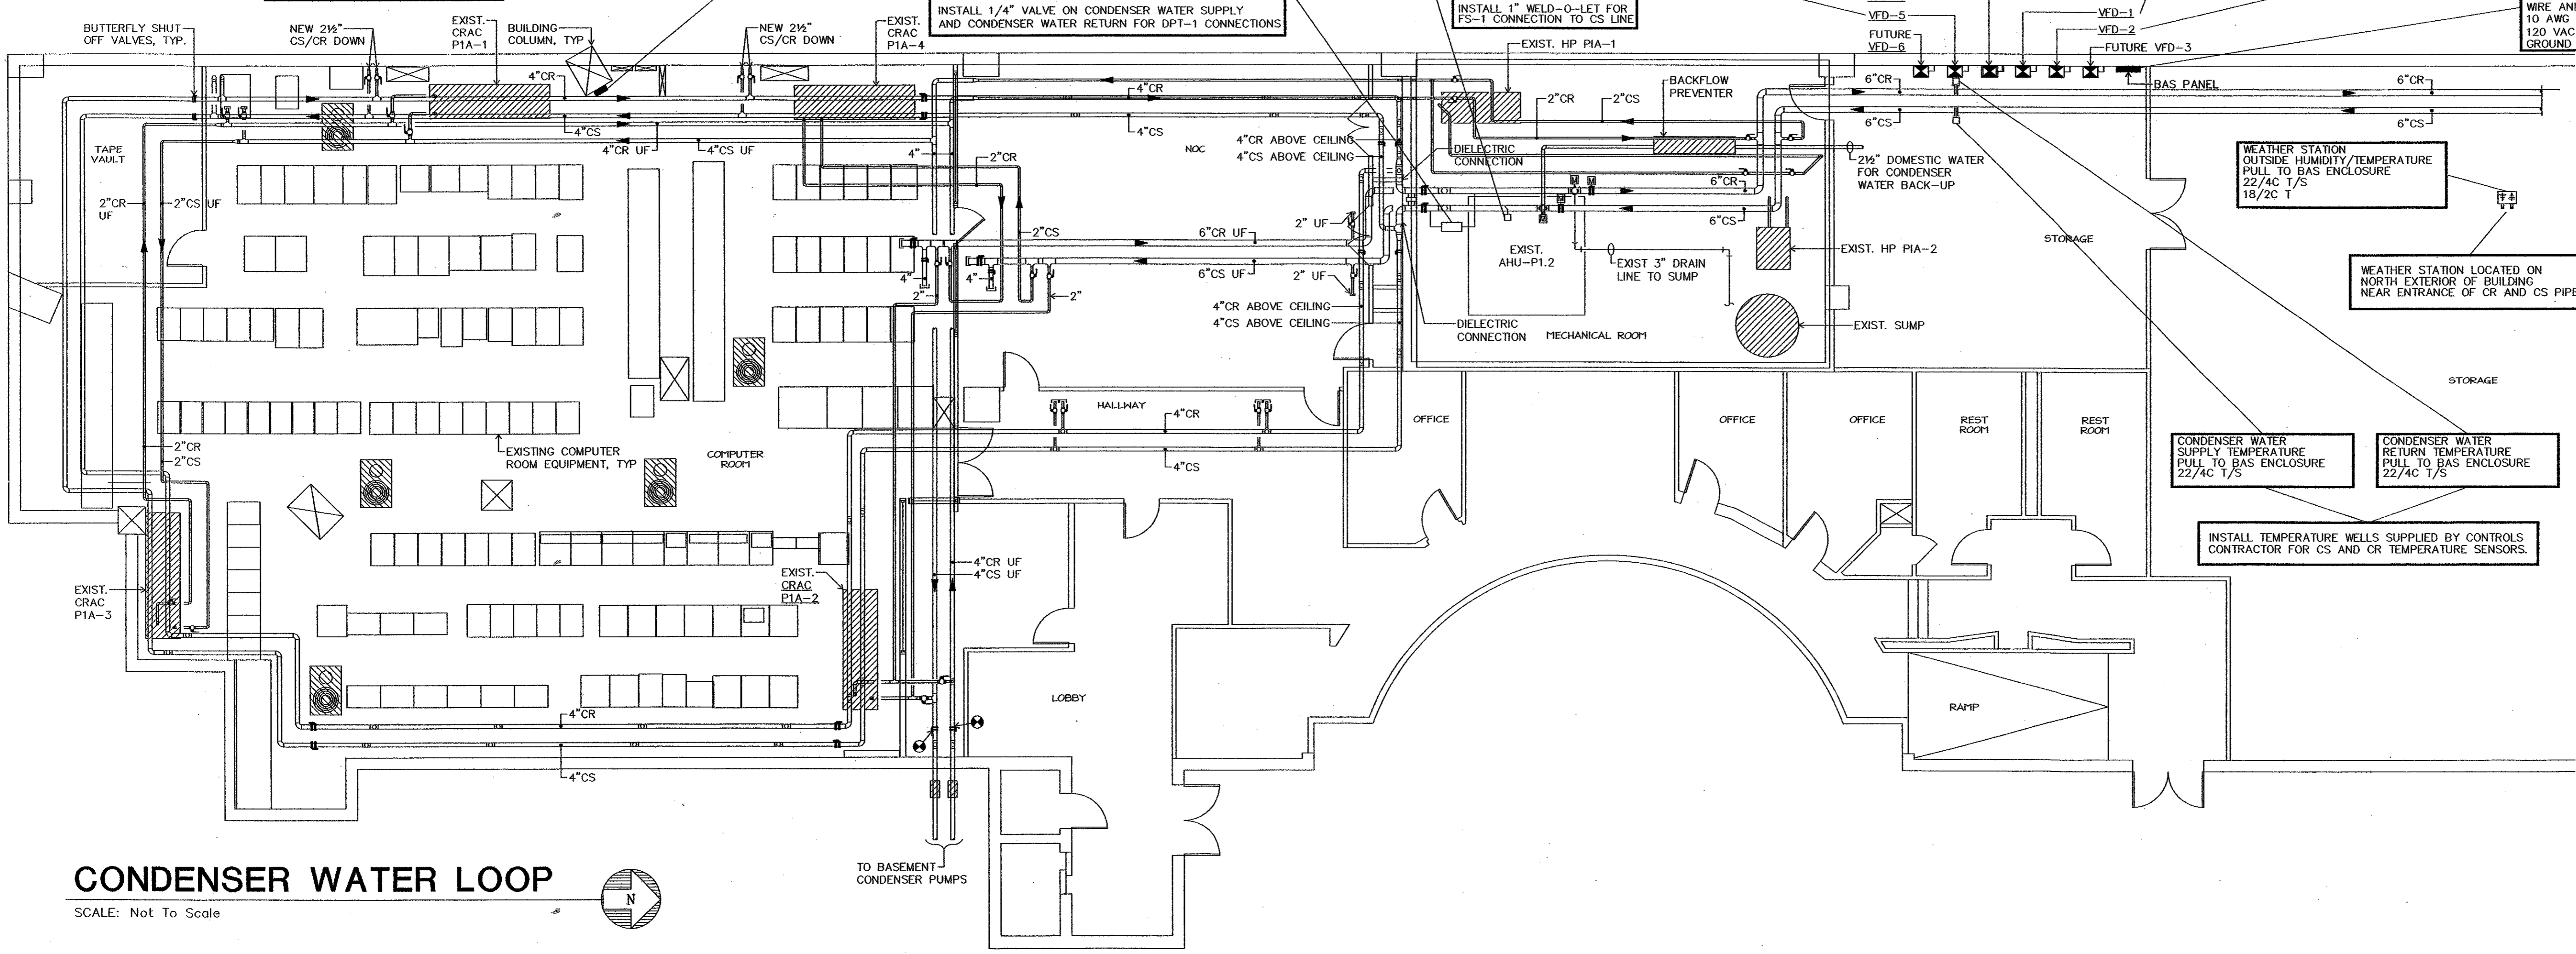 BUTTERFLY SHUT
OFF VALVES, TYP.
NEW 2½"
CS/CR DOWN
EXIST.
CRAC
P1A-1
BUILDING
COLUMN, TYP
NEW 2½"
CS/CR DOWN
EXIST.
CRAC
P1A-4
INSTALL 1/4" VALVE ON CONDENSER WATER SUPPLY
AND CONDENSER WATER RETURN FOR DPT-1 CONNECTIONS
INSTALL 1" WELD-O-LET FOR
FS-1 CONNECTION TO CS LINE
EXIST. HP PIA-1
BACKFLOW
PREVENTER
VFD-5
FUTURE
VFD-6
VFD-1
VFD-2
FUTURE VFD-3
BAS PANEL
10 AWG
120 VAC
GROUND
4"CR
4"CS
4"CR
4"CS
2"CR
2"CS
6"CR
6"CS
6"CR
6"CS
TAPE
VAULT
4"CR UF
4"CS UF
4"
2"CR
NOC
4"CR ABOVE CEILING
4"CS ABOVE CEILING
DIELECTRIC
CONNECTION
2½" DOMESTIC WATER
FOR CONDENSER
WATER BACK-UP
WEATHER STATION
OUTSIDE HUMIDITY/TEMPERATURE
PULL TO BAS ENCLOSURE
22/4C T/S
18/2C T
2"CR
UF
2"CS UF
2"CS
6"CR UF
6"CS UF
2" UF
2" UF
6"CR
6"CS
M
M
M
M
EXIST.
AHU-P1.2
EXIST 3" DRAIN
LINE TO SUMP
EXIST. HP PIA-2
STORAGE
4"
4"
2"
2"
4"CR ABOVE CEILING
4"CS ABOVE CEILING
DIELECTRIC
CONNECTION
MECHANICAL ROOM
EXIST. SUMP
WEATHER STATION LOCATED ON
NORTH EXTERIOR OF BUILDING
NEAR ENTRANCE OF CR AND CS PIPE
STORAGE
HALLWAY
4"CR
4"CS
OFFICE
OFFICE
OFFICE
REST
ROOM
REST
ROOM
2"CR
2"CS
EXISTING COMPUTER
ROOM EQUIPMENT, TYP
COMPUTER
ROOM
CONDENSER WATER
SUPPLY TEMPERATURE
PULL TO BAS ENCLOSURE
22/4C T/S
CONDENSER WATER
RETURN TEMPERATURE
PULL TO BAS ENCLOSURE
22/4C T/S
INSTALL TEMPERATURE WELLS SUPPLIED BY CONTROLS
CONTRACTOR FOR CS AND CR TEMPERATURE SENSORS.
EXIST.
CRAC
P1A-3
EXIST.
CRAC
P1A-2
4"CR UF
4"CS UF
LOBBY
RAMP
4"CR
4"CS
TO BASEMENT
CONDENSER PUMPS
CONDENSER WATER LOOP
SCALE: Not To Scale
N